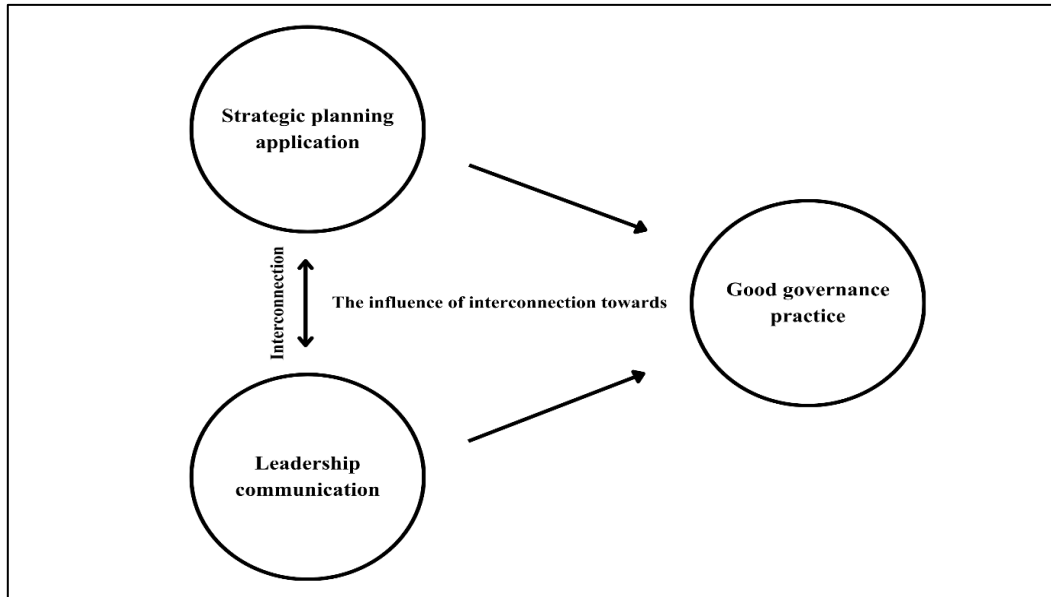 Strategic planning
application
Interconnection
The influence of interconnection towards
Good governance
practice
Leadership
communication